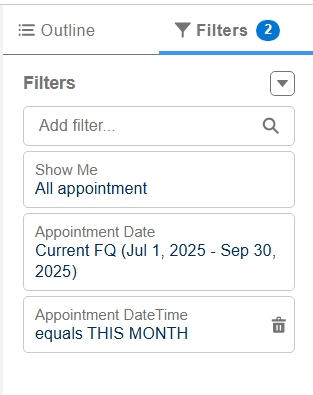 Outline
Filters 2
Filters
Add filter...
Show Me
All appointment
Appointment Date
Current FQ (Jul 1, 2025 - Sep 30,
2025)
Appointment DateTime
equals THIS MONTH